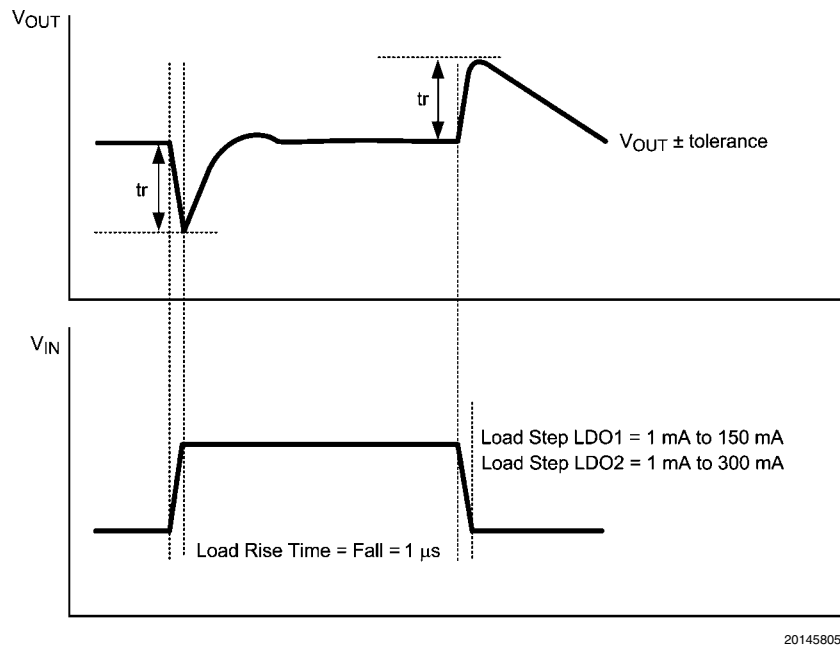 VOUT
tr
tr
VOUT ± tolerance
VIN
Load Step LDO1 = 1 mA to 150 mA
Load Step LDO2 = 1 mA to 300 mA
Load Rise Time = Fall = 1 μs
20145805